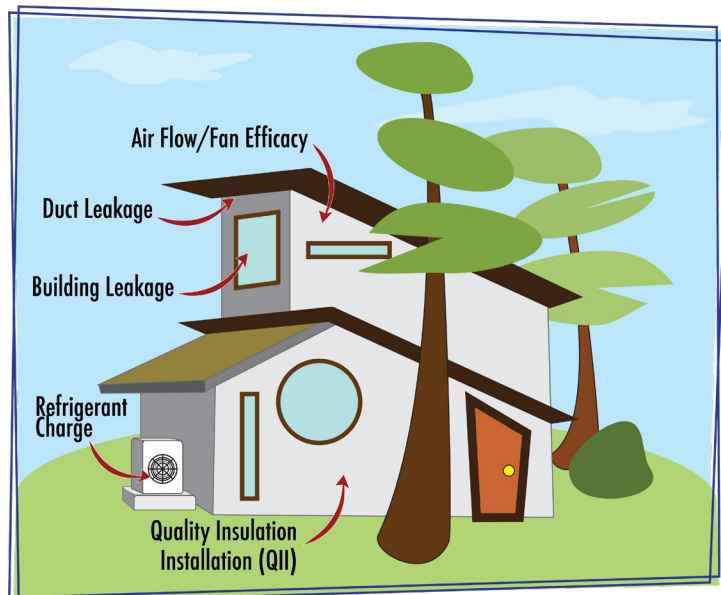 Air Flow/Fan Efficacy
Duct Leakage
Building Leakage
Refrigerant
Charge
Quality Insulation
Installation (QII)